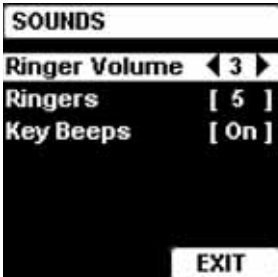 SOUNDS
Ringer Volume ◀ 3 ▶
Ringers [ 5 ]
Key Beeps [ On ]
EXIT